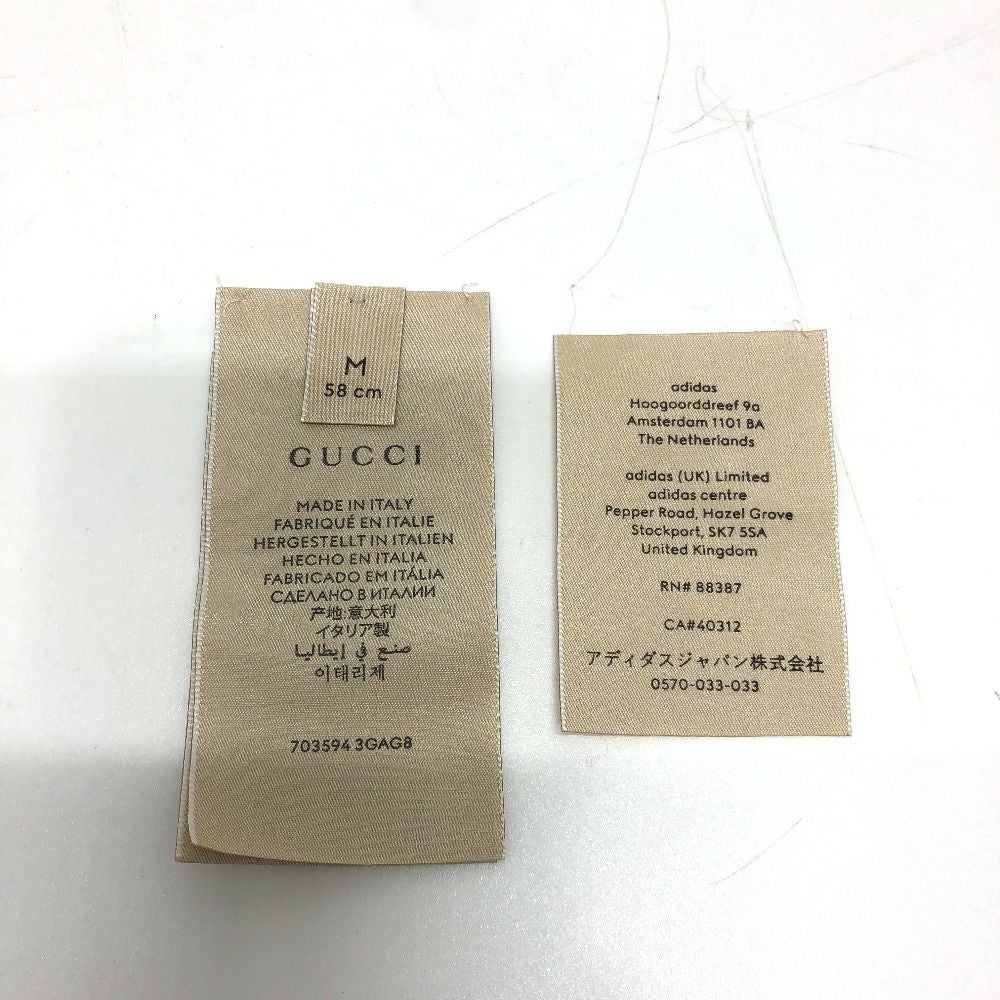 M
58 cm
GUCCI
MADE IN ITALY
FABRIQUÉ EN ITALIE
HERGESTELLT IN ITALIEN
HECHO EN ITALIA
FABRICADO EM ITÁLIA
СДЕЛАНО В ИТАЛИИ
产地:意大利
イタリア製
صنع في إيطاليا
이태리제
703594 3GAG8
adidas
Hoogoorddreef 9a
Amsterdam 1101 BA
The Netherlands
adidas (UK) Limited
adidas centre
Pepper Road, Hazel Grove
Stockport, SK7 5SA
United Kingdom
RN# 88387
CA#40312
アディダスジャパン株式会社
0570-033-033